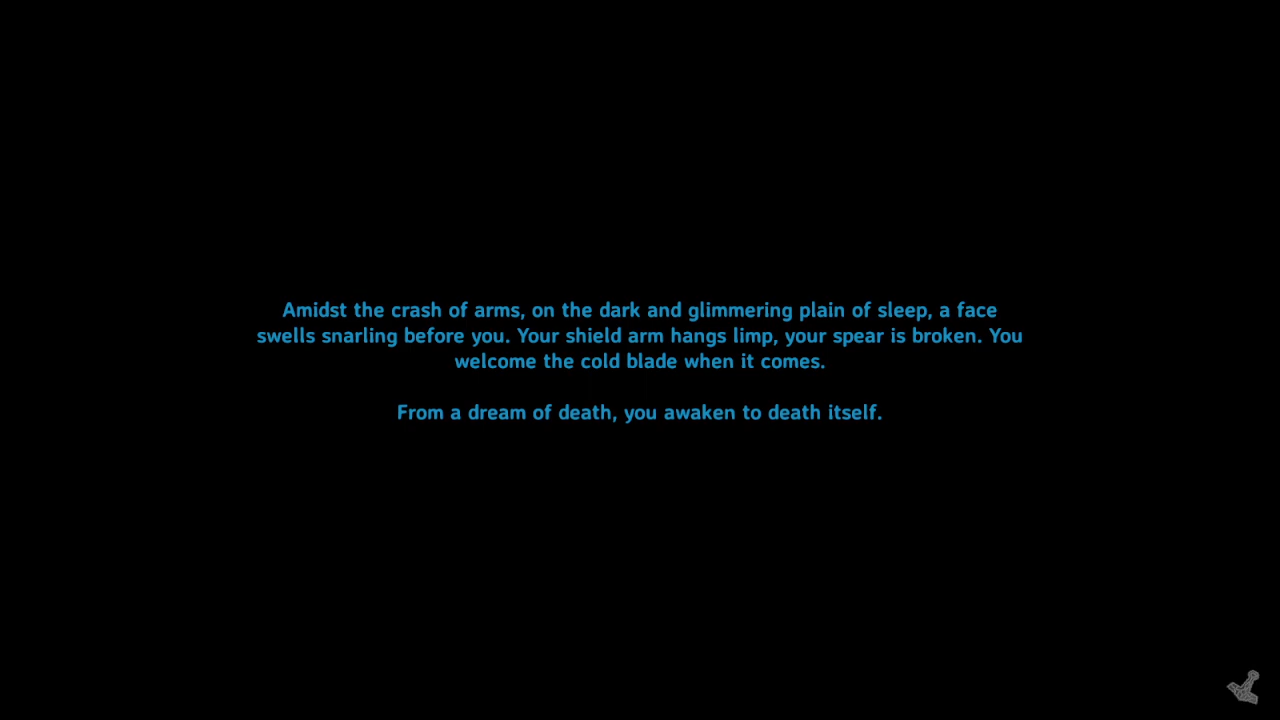 Amidst the crash of arms, on the dark and glimmering plain of sleep, a face
swells snarling before you. Your shield arm hangs limp, your spear is broken. You
welcome the cold blade when it comes.
From a dream of death, you awaken to death itself.